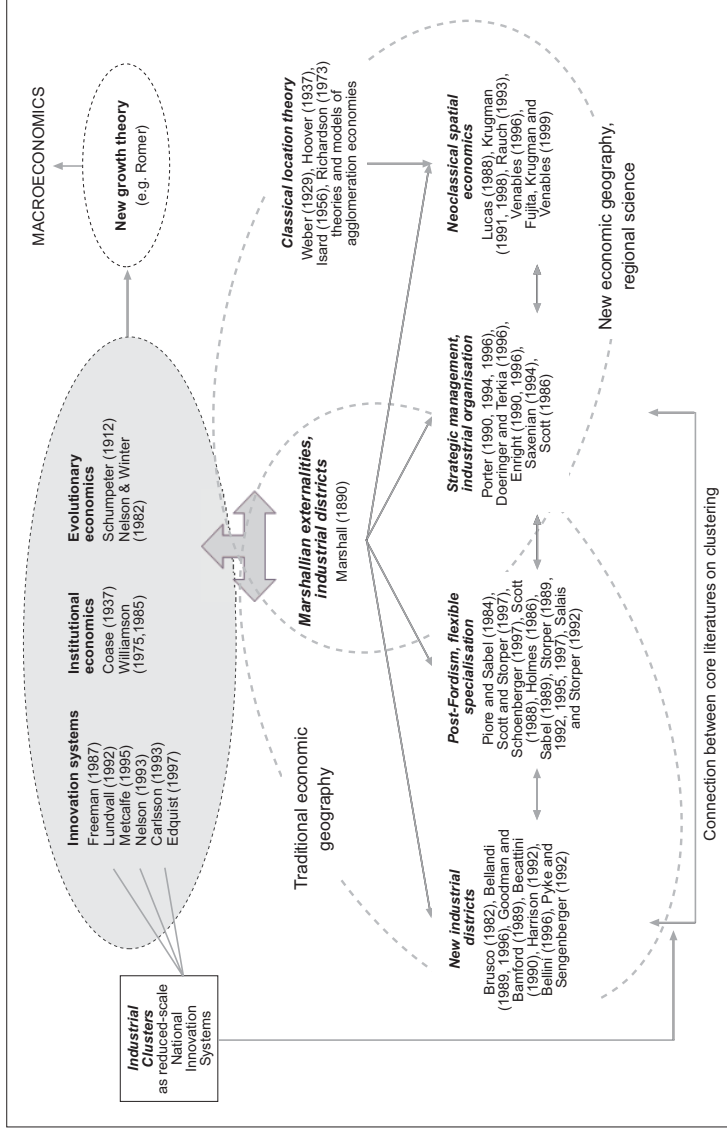 MACROECONOMICS
New growth theory
(e.g. Romer)
Innovation systems
Freeman (1987)
Lundvall (1992)
Metcalfe (1995)
Nelson (1993)
Carlsson (1993)
Edquist (1997)
Institutional
economics
Coase (1937)
Williamson
(1975,1985)
Evolutionary
economics
Schumpeter (1912)
Nelson & Winter
(1982)
Industrial
Clusters
as reduced-scale
National
Innovation
Systems
Traditional economic
geography
Marshallian externalities,
industrial districts
Marshall (1890)
Classical location theory
Weber (1929), Hoover (1937),
Isard (1956), Richardson (1973)
theories and models of
agglomeration economies
New industrial
districts
Brusco (1982), Bellandi
(1989, 1996), Goodman and
Bamford (1989), Becattini
(1990), Harrison (1992),
Bellini (1996), Pyke and
Sengenberger (1992)
Post-Fordism, flexible
specialisation
Piore and Sabel (1984),
Scott and Storper (1997),
Schoenberger (1997), Scott
(1988), Holmes (1986),
Sabel (1989), Storper (1989,
1992, 1995, 1997), Salais
and Storper (1992)
Strategic management,
industrial organisation
Porter (1990, 1994, 1996),
Doeringer and Terkia (1996),
Enright (1990, 1996),
Saxenian (1994),
Scott (1986)
Neoclassical spatial
economics
Lucas (1988), Krugman
(1991, 1998), Rauch (1993),
Venables (1996),
Fujita, Krugman and
Venables (1999)
New economic geography,
regional science
Connection between core literatures on clustering